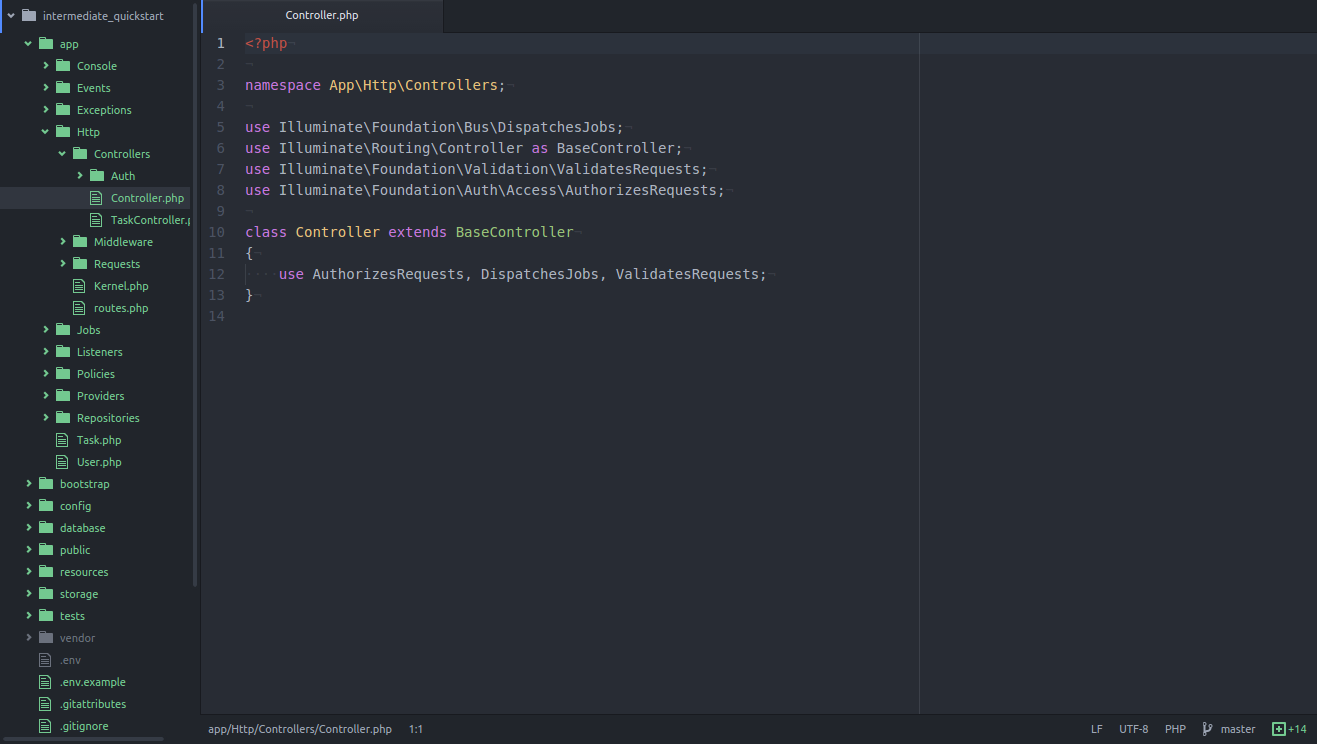 intermediate_quickstart
app
Console
Events
Exceptions
Http
Controllers
Auth
Controller.php
TaskController.p
Middleware
Requests
Kernel.php
routes.php
Jobs
Listeners
Policies
Providers
Repositories
Task.php
User.php
bootstrap
config
database
public
resources
storage
tests
vendor
.env
.env.example
.gitattributes
.gitignore
Controller.php
1 <?php¬
2 ¬
3 namespace App\Http\Controllers;¬
4 ¬
5 use Illuminate\Foundation\Bus\DispatchesJobs;¬
6 use Illuminate\Routing\Controller as BaseController;¬
7 use Illuminate\Foundation\Validation\ValidatesRequests;¬
8 use Illuminate\Foundation\Auth\Access\AuthorizesRequests;¬
9 ¬
10 class Controller extends BaseController¬
11 {¬
12 ····use AuthorizesRequests, DispatchesJobs, ValidatesRequests;¬
13 }¬
14
app/Http/Controllers/Controller.php 1:1 LF UTF-8 PHP master +14